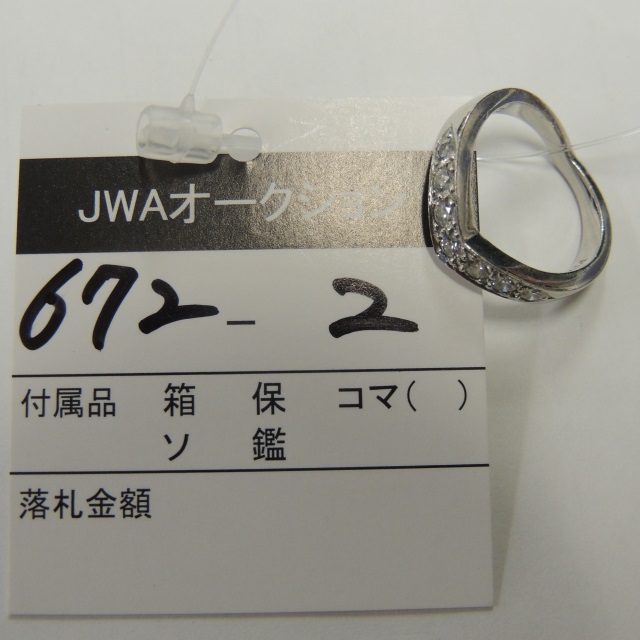 JWAオークション
672-2
付属品 箱 保 コマ( )
ソ 鑑
落札金額